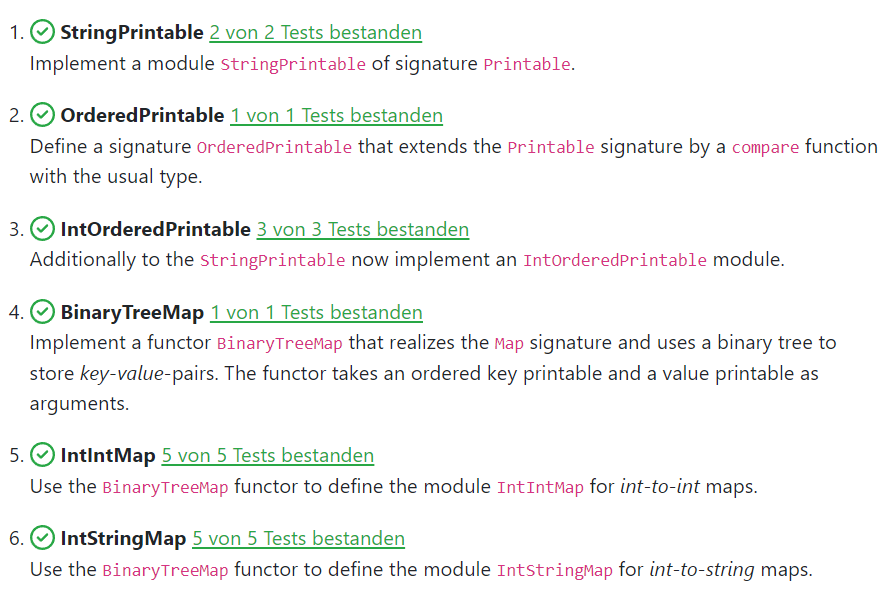 1. StringPrintable 2 von 2 Tests bestanden
Implement a module StringPrintable of signature Printable.
2. OrderedPrintable 1 von 1 Tests bestanden
Define a signature OrderedPrintable that extends the Printable signature by a compare function
with the usual type.
3. IntOrderedPrintable 3 von 3 Tests bestanden
Additionally to the StringPrintable now implement an IntOrderedPrintable module.
4. BinaryTreeMap 1 von 1 Tests bestanden
Implement a functor BinaryTreeMap that realizes the Map signature and uses a binary tree to
store key-value-pairs. The functor takes an ordered key printable and a value printable as
arguments.
5. IntIntMap 5 von 5 Tests bestanden
Use the BinaryTreeMap functor to define the module IntIntMap for int-to-int maps.
6. IntStringMap 5 von 5 Tests bestanden
Use the BinaryTreeMap functor to define the module IntStringMap for int-to-string maps.